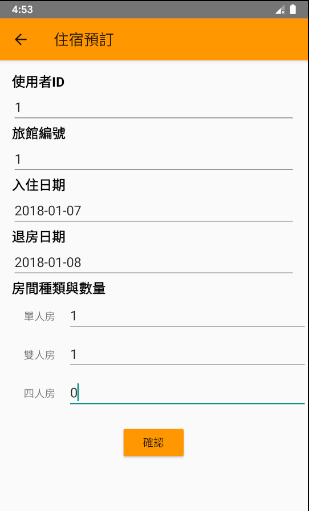 4:53
住宿預訂
使用者ID
1
旅館編號
1
入住日期
2018-01-07
退房日期
2018-01-08
房間種類與數量
單人房 1
雙人房 1
四人房 0
確認